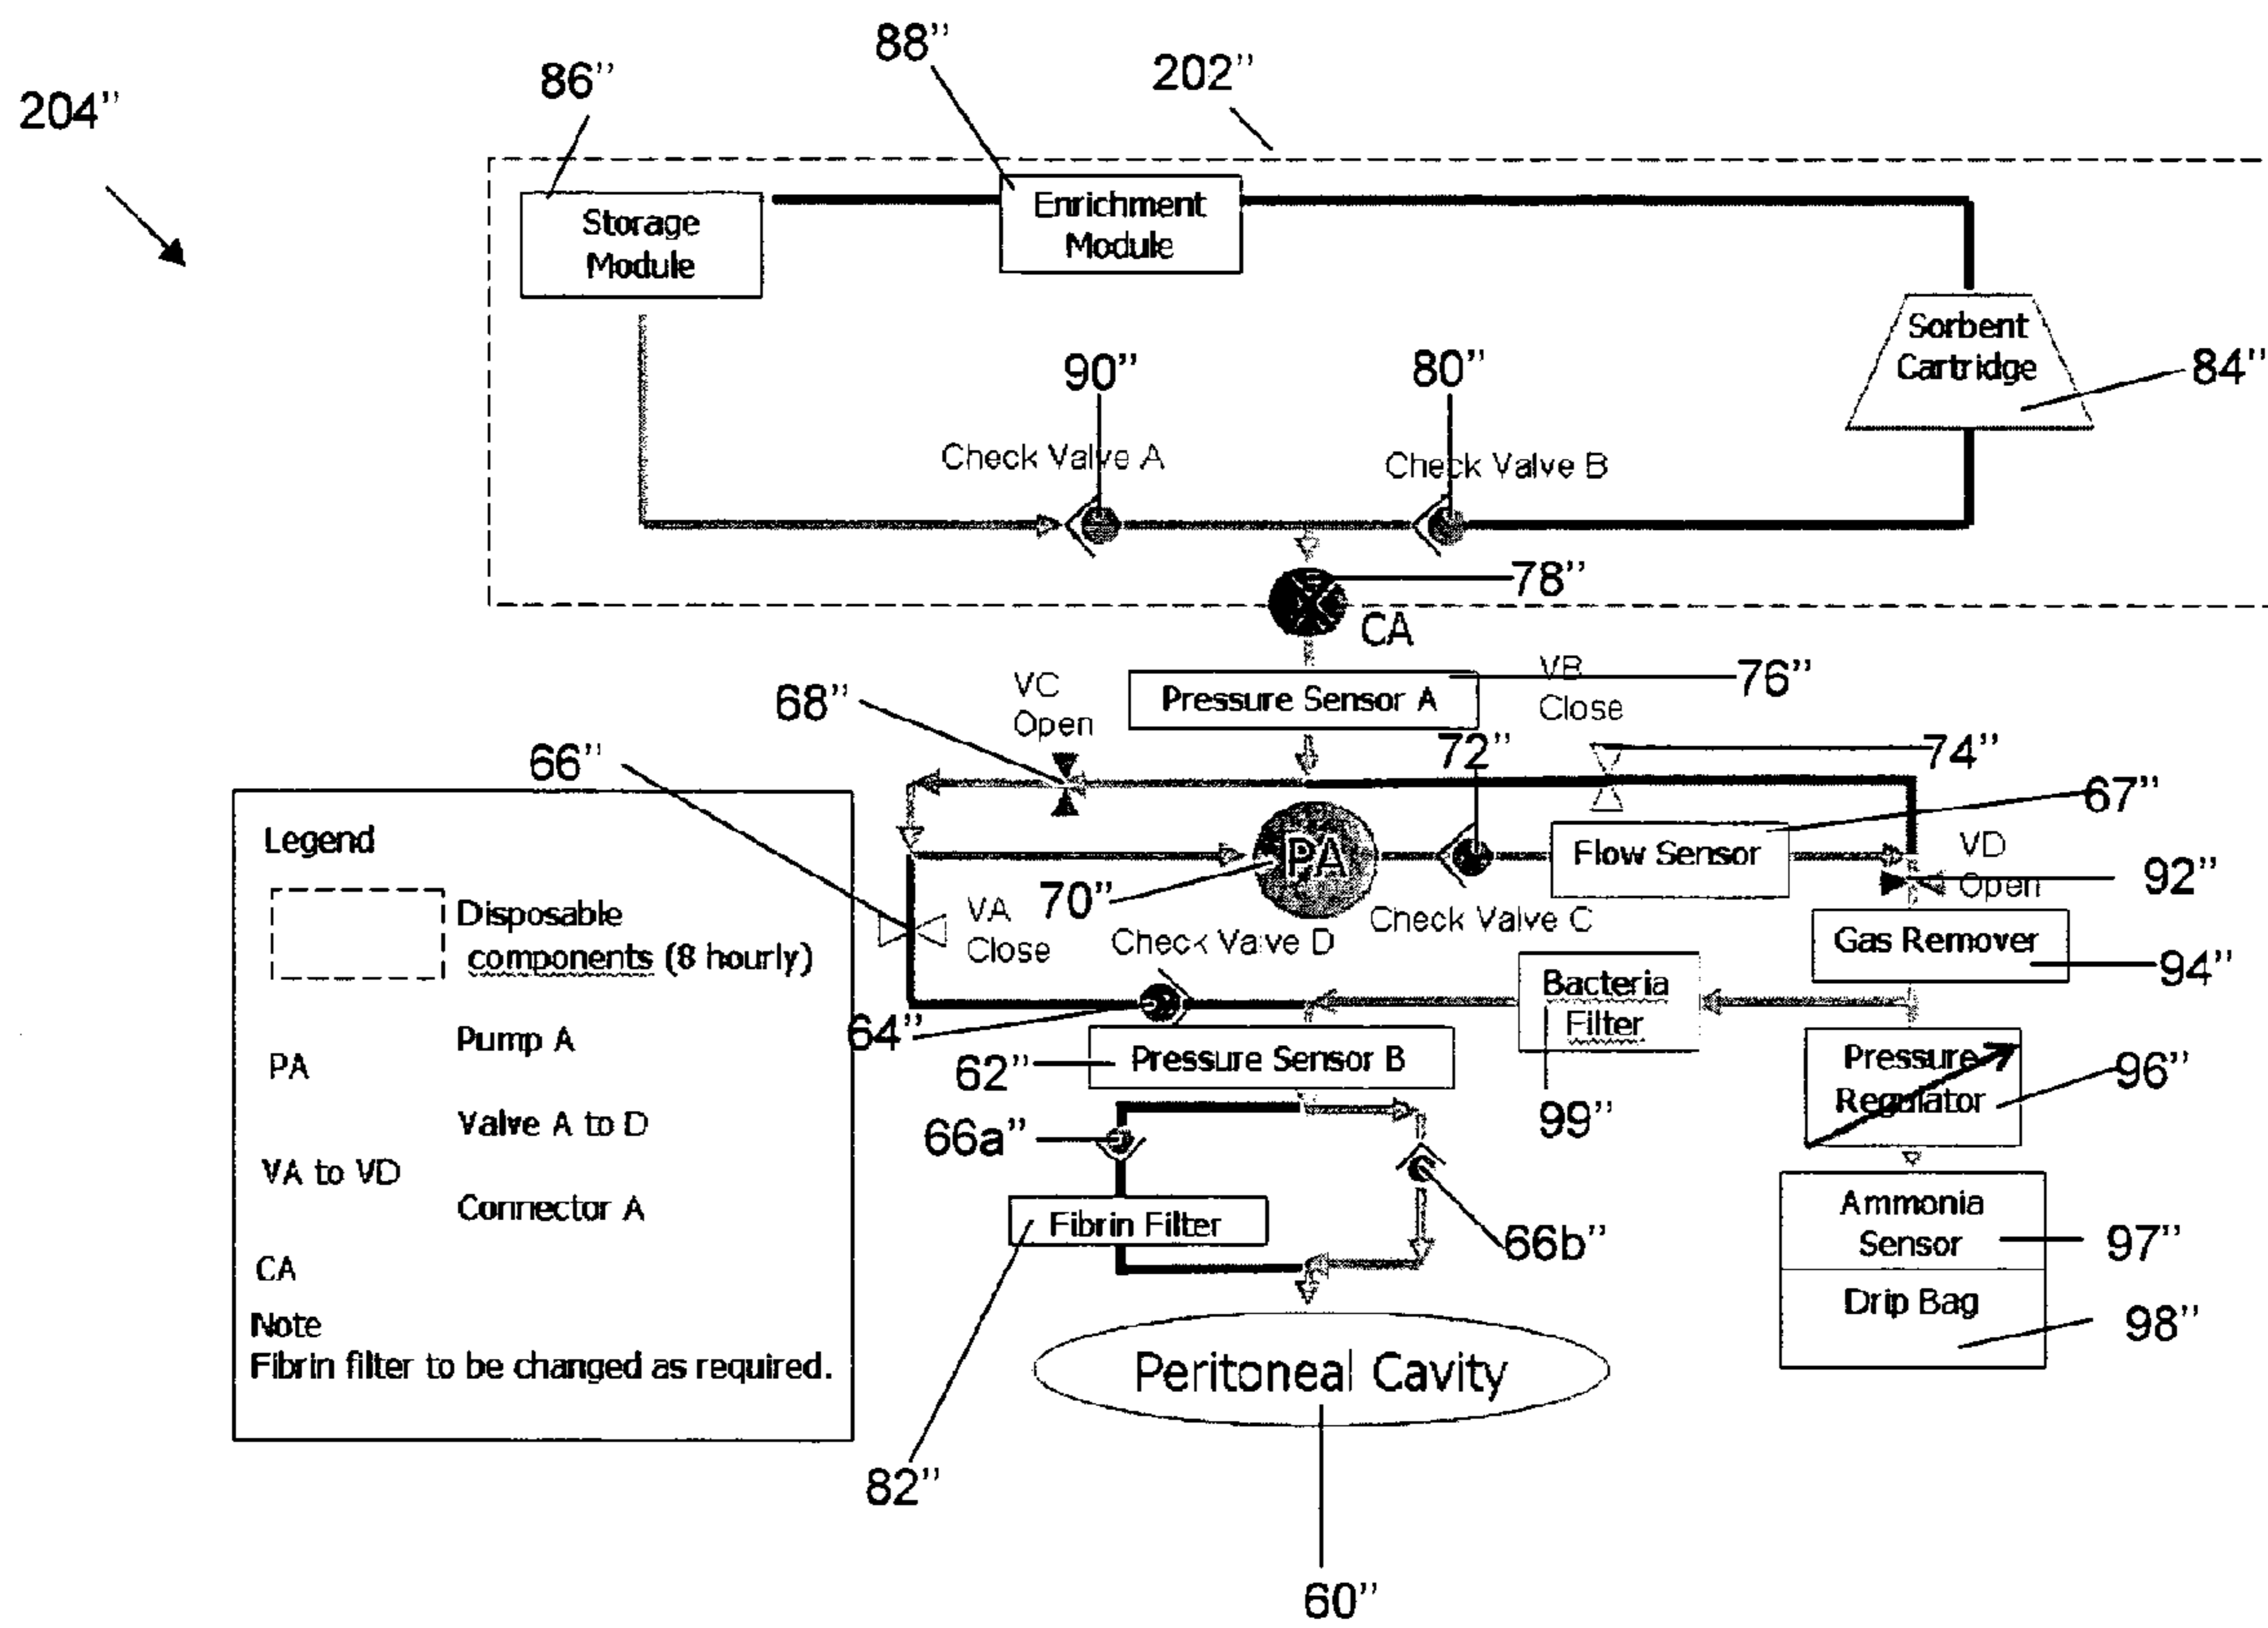 88”
202”
86”
204”
Enrichment
Module
Storage
Module
Sorbent
Cartridge
84”
90”
80”
Check Valve A
Check Valve B
78”
CA
VC
Open
Pressure Sensor A
VB
Close
76”
68”
72”
74”
66”
67”
PA
Flow Sensor
VD
Open
92”
70”
VA
Close
Check Valve C
Check Valve D
Gas Remover
94”
Bacteria
Filter
64”
62”
Pressure Sensor B
Pressure
Regulator
96”
99”
66a”
66b”
Fibrin Filter
Ammonia
Sensor
97”
Drip Bag
98”
Peritoneal Cavity
82”
60”
Legend
Disposable
components (8 hourly)
Pump A
PA
Valve A to D
VA to VD
Connector A
CA
Note
Fibrin filter to be changed as required.